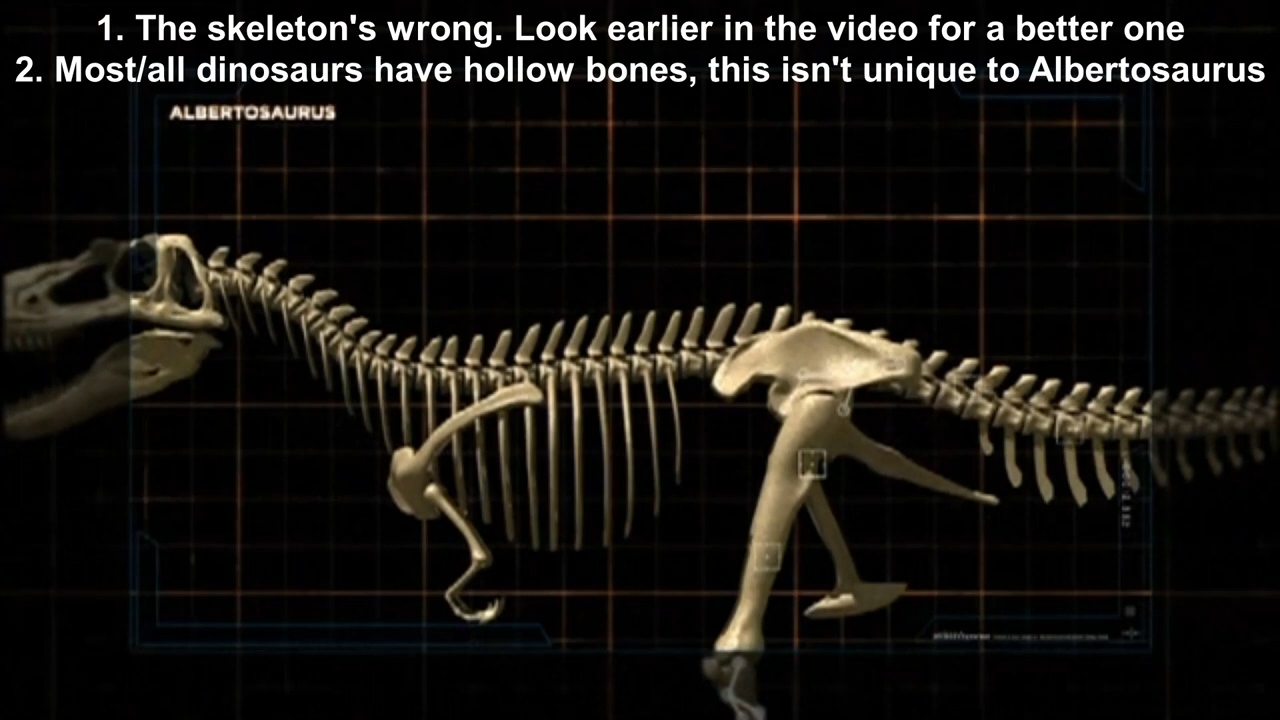 1. The skeleton's wrong. Look earlier in the video for a better one
2. Most/all dinosaurs have hollow bones, this isn't unique to Albertosaurus
ALBERTOSAURUS